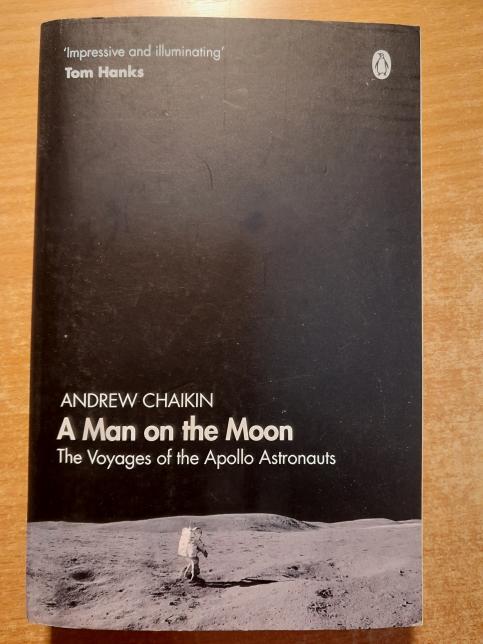 ‘Impressive and illuminating’
Tom Hanks
ANDREW CHAIKIN
A Man on the Moon
The Voyages of the Apollo Astronauts